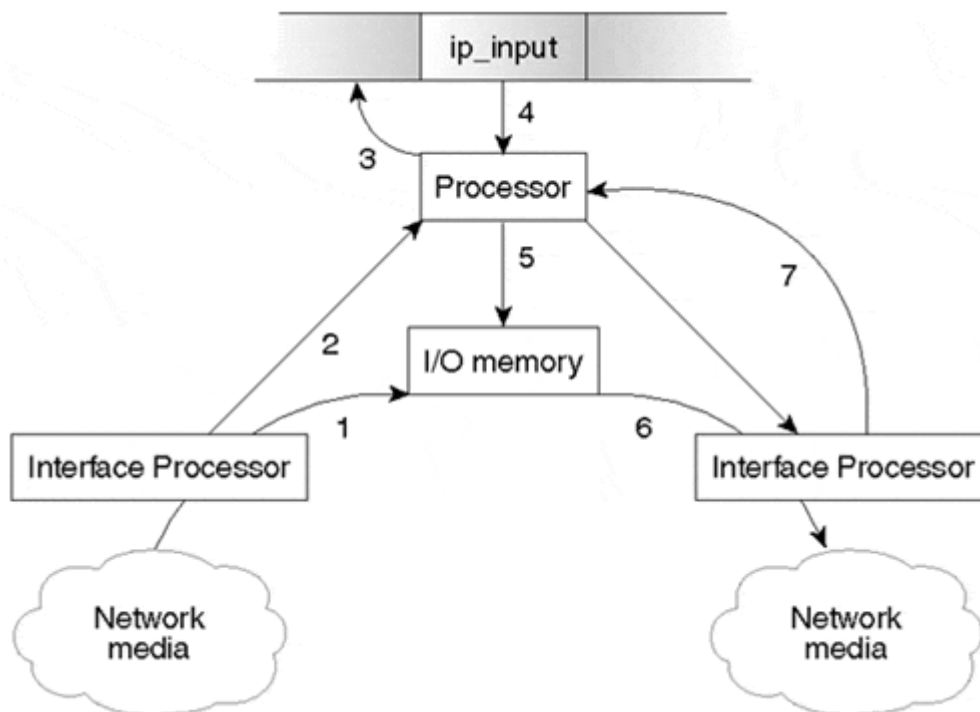 ip_input
4
3
Processor
5
7
2
I/O memory
1
6
Interface Processor
Interface Processor
Network
media
Network
media